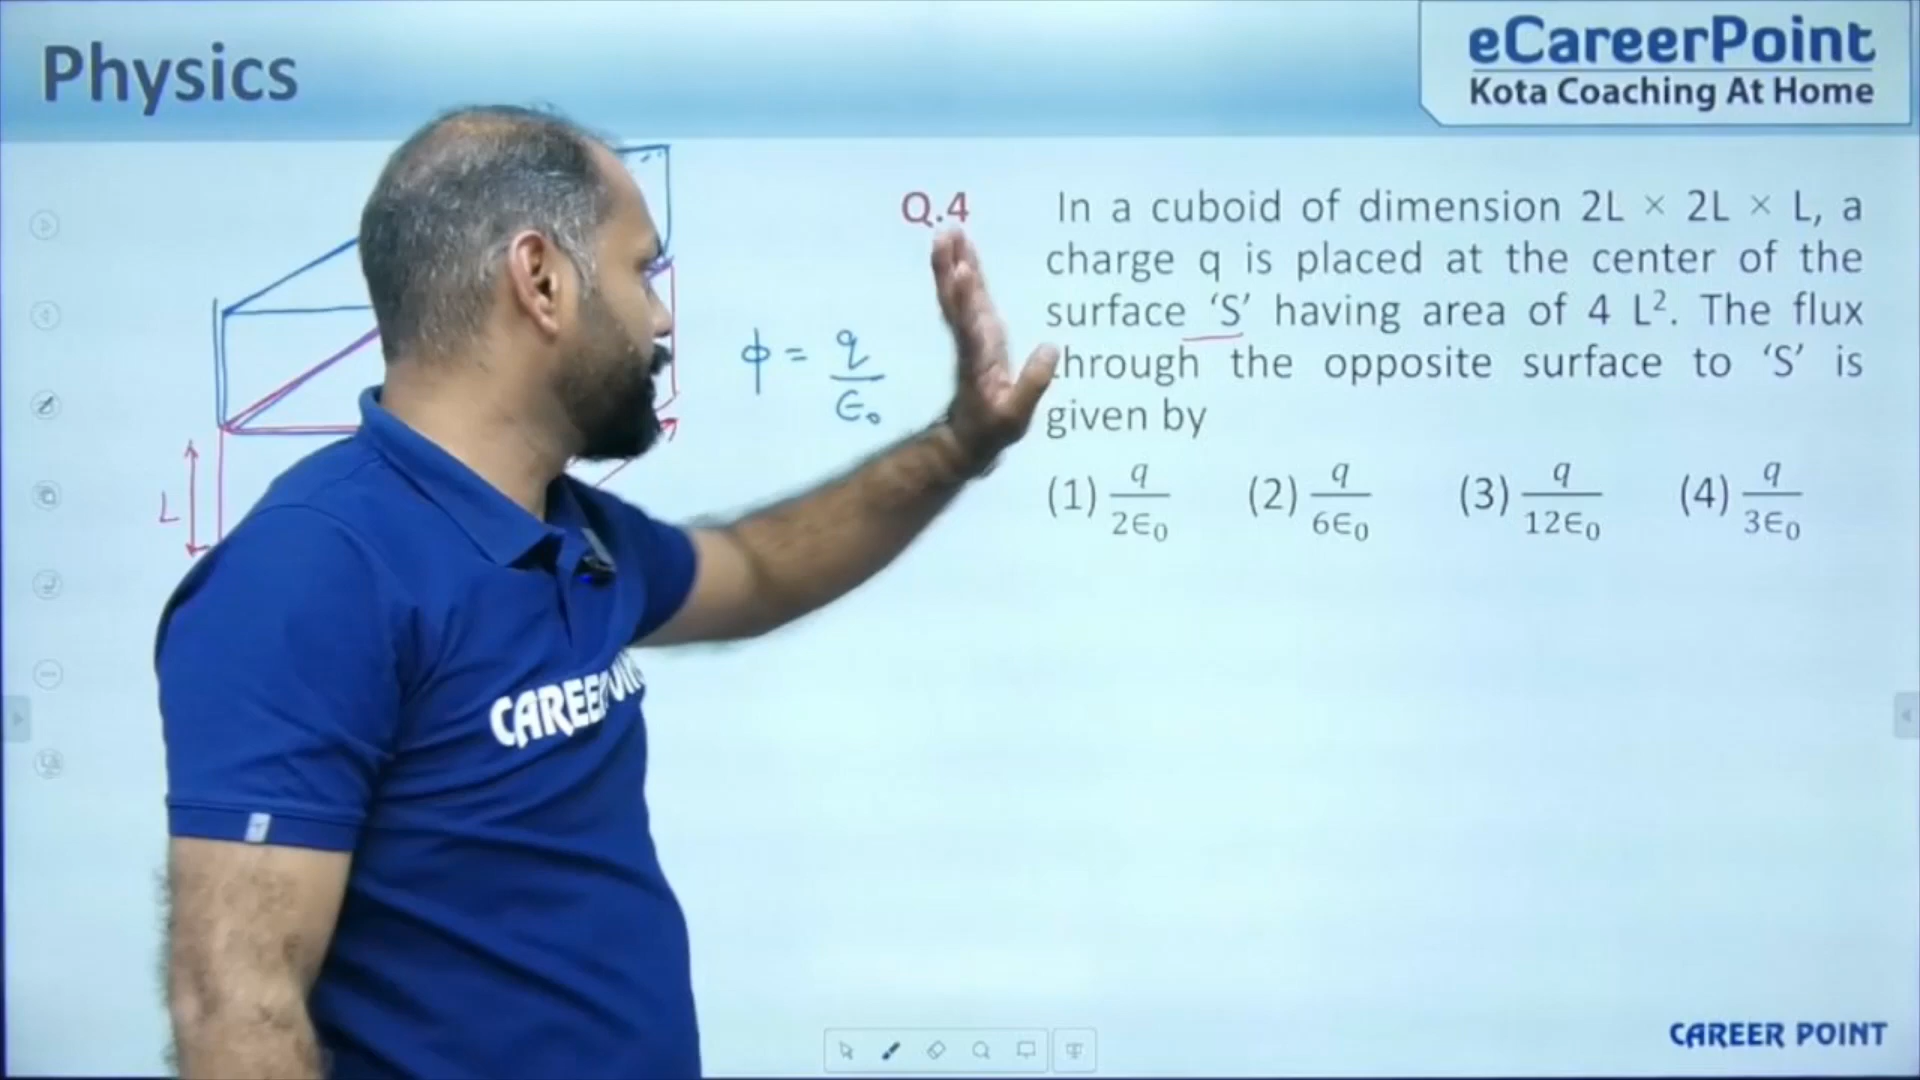 Physics
eCareerPoint
Kota Coaching At Home
Q.4 In a cuboid of dimension 2L × 2L × L, a
charge q is placed at the center of the
surface ‘S’ having area of 4 L². The flux
through the opposite surface to ‘S’ is
given by
(1) q/2∈₀ (2) q/6∈₀ (3) q/12∈₀ (4) q/3∈₀
ϕ = q/∈₀
L
CAREER
CAREER POINT